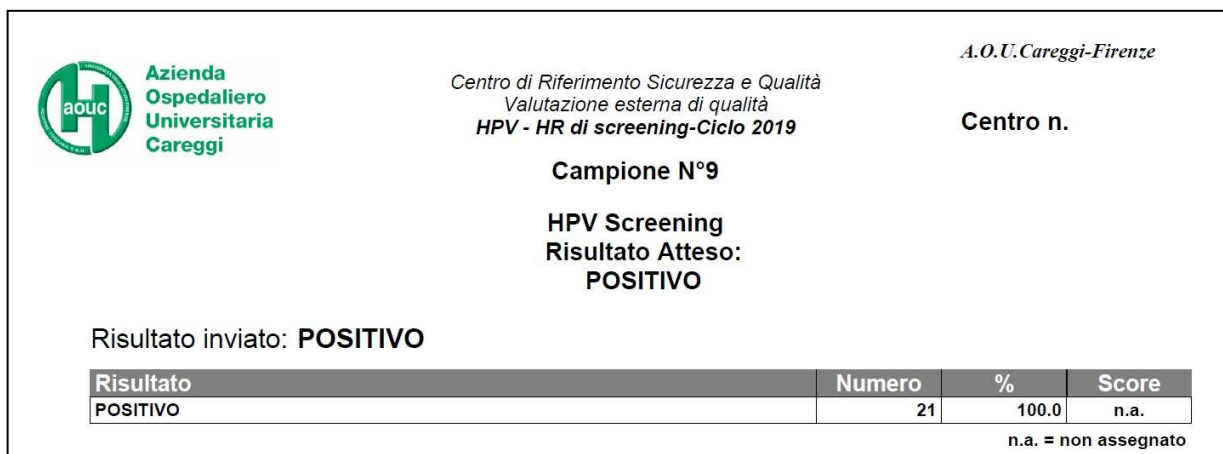 A.O.U.Careggi-Firenze
aouc
Azienda
Ospedaliero
Universitaria
Careggi
Centro di Riferimento Sicurezza e Qualità
Valutazione esterna di qualità
HPV - HR di screening-Ciclo 2019
Centro n.
Campione N°9
HPV Screening
Risultato Atteso:
POSITIVO
Risultato inviato: POSITIVO
Risultato Numero % Score
POSITIVO 21 100.0 n.a.
n.a. = non assegnato